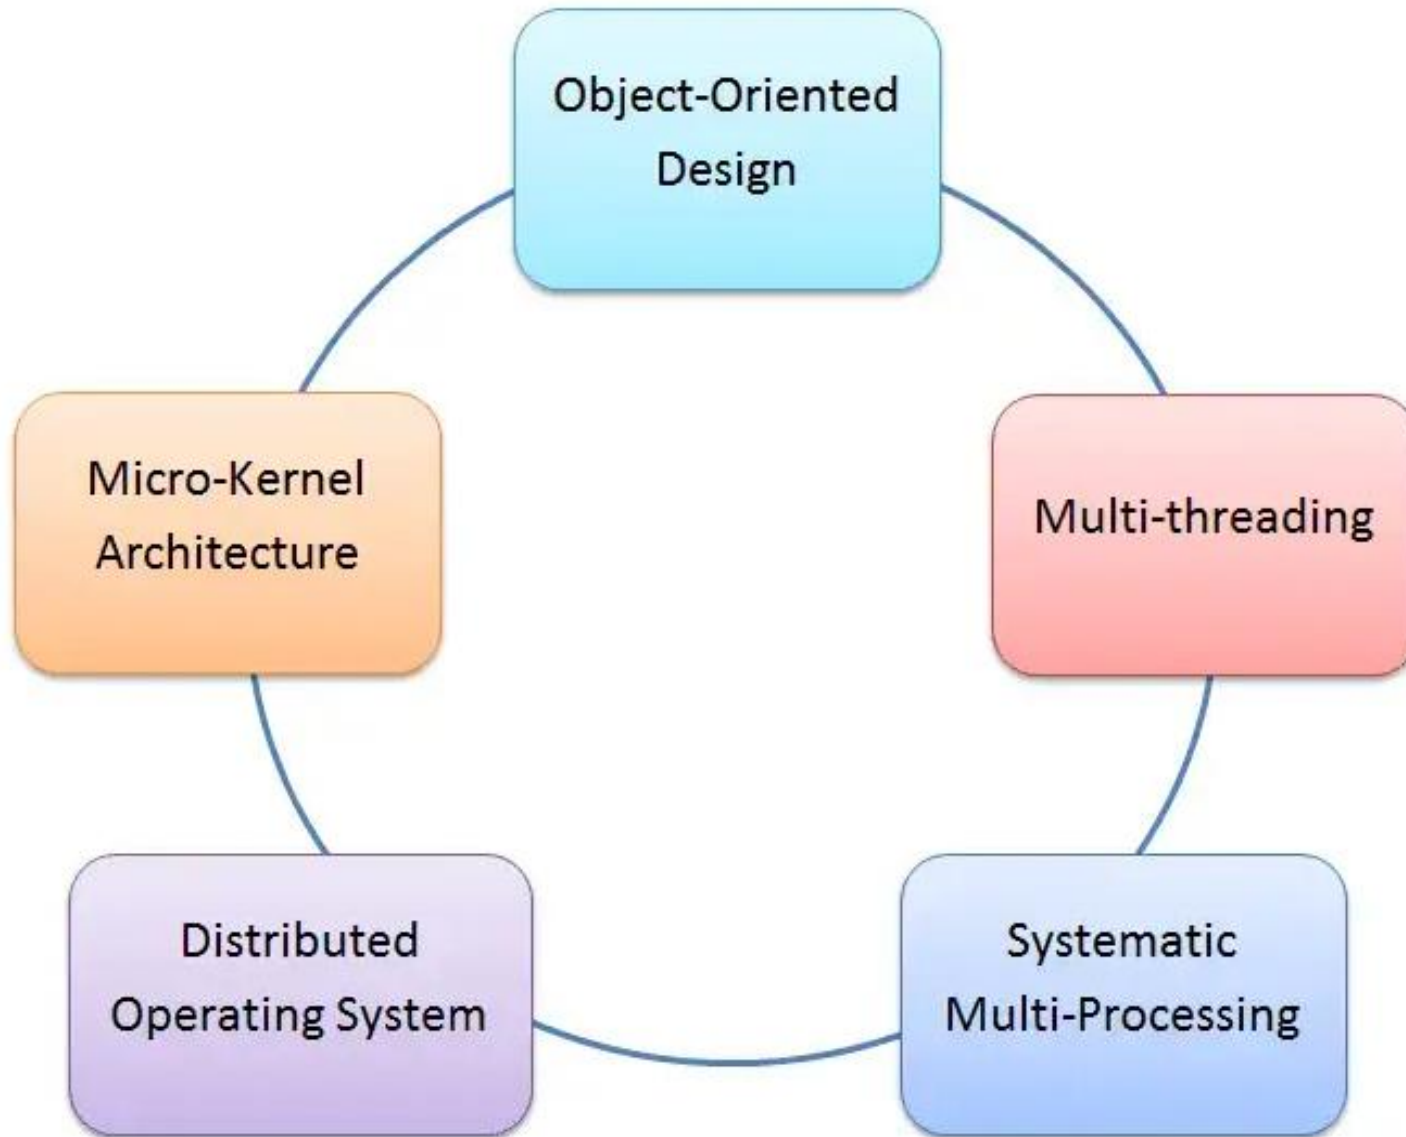 Object-Oriented
Design
Multi-threading
Systematic
Multi-Processing
Distributed
Operating System
Micro-Kernel
Architecture